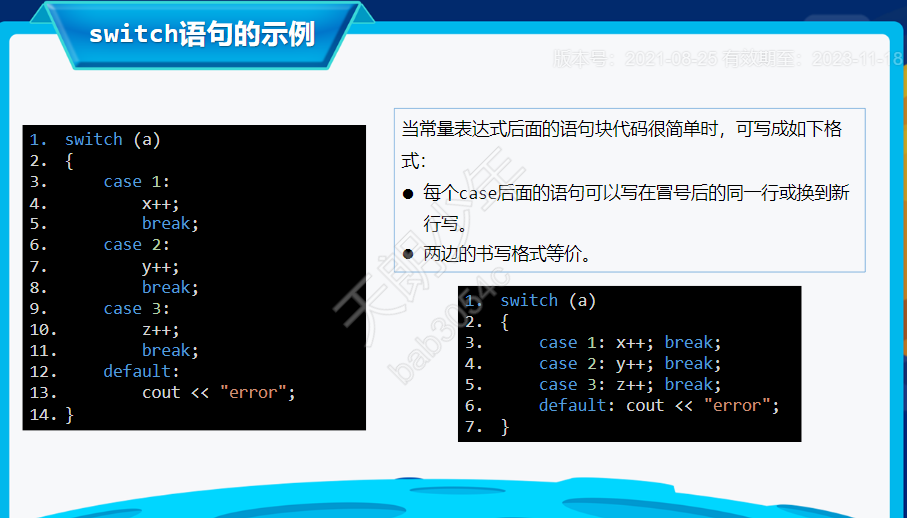 switch语句的示例
版本号：2021-08-25 有效期至：2023-11-18
1. switch (a)
2. {
3. case 1:
4. x++;
5. break;
6. case 2:
7. y++;
8. break;
9. case 3:
10. z++;
11. break;
12. default:
13. cout << "error";
14. }
当常量表达式后面的语句块代码很简单时，可写成如下格
式：
● 每个case后面的语句可以写在冒号后的同一行或换到新
行写。
● 两边的书写格式等价。
天朗少年
bab3054c
1. switch (a)
2. {
3. case 1: x++; break;
4. case 2: y++; break;
5. case 3: z++; break;
6. default: cout << "error";
7. }